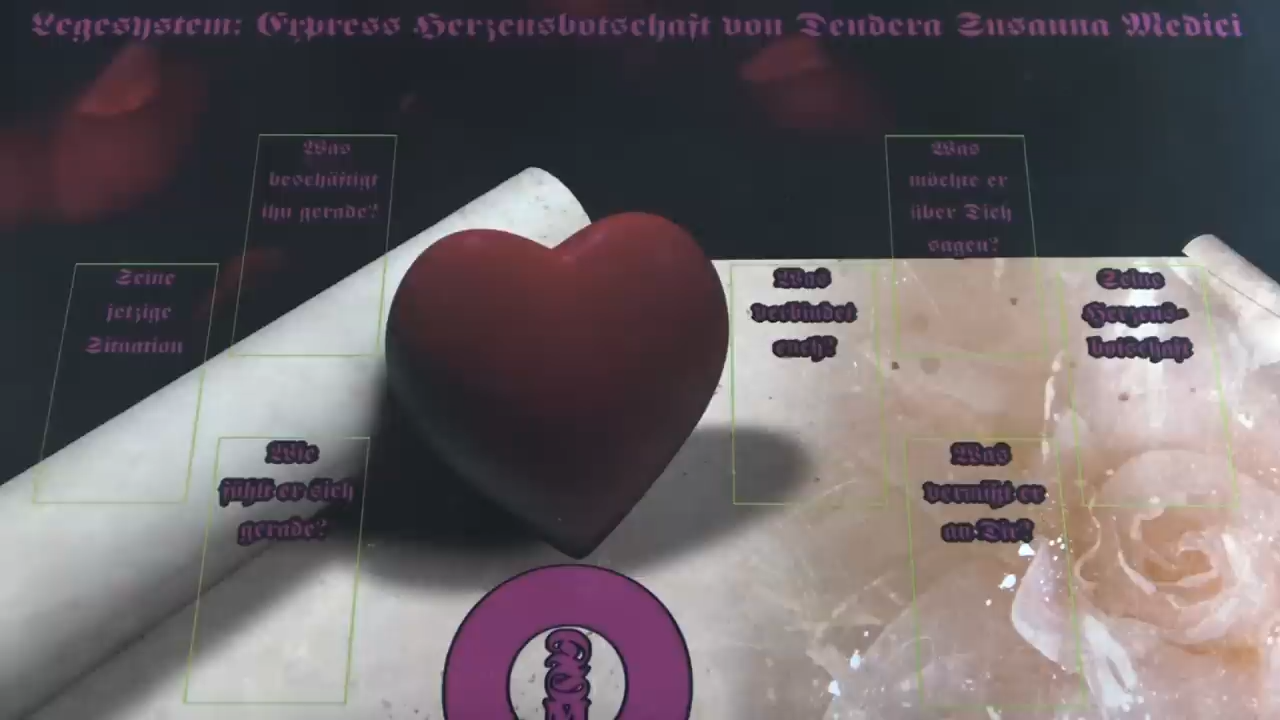 Legesystem: Express Herzensbotschaft von Dendera Susanna Medici
Was
beschäftigt
ihn gerade?
Was
möchte er
über Dich
sagen?
Seine
jetzige
Situation
Was
verbindet
euch?
Seine
Herzens-
botschaft
Wie
fühlt er sich
gerade?
Was
vermißt er
an Dir?